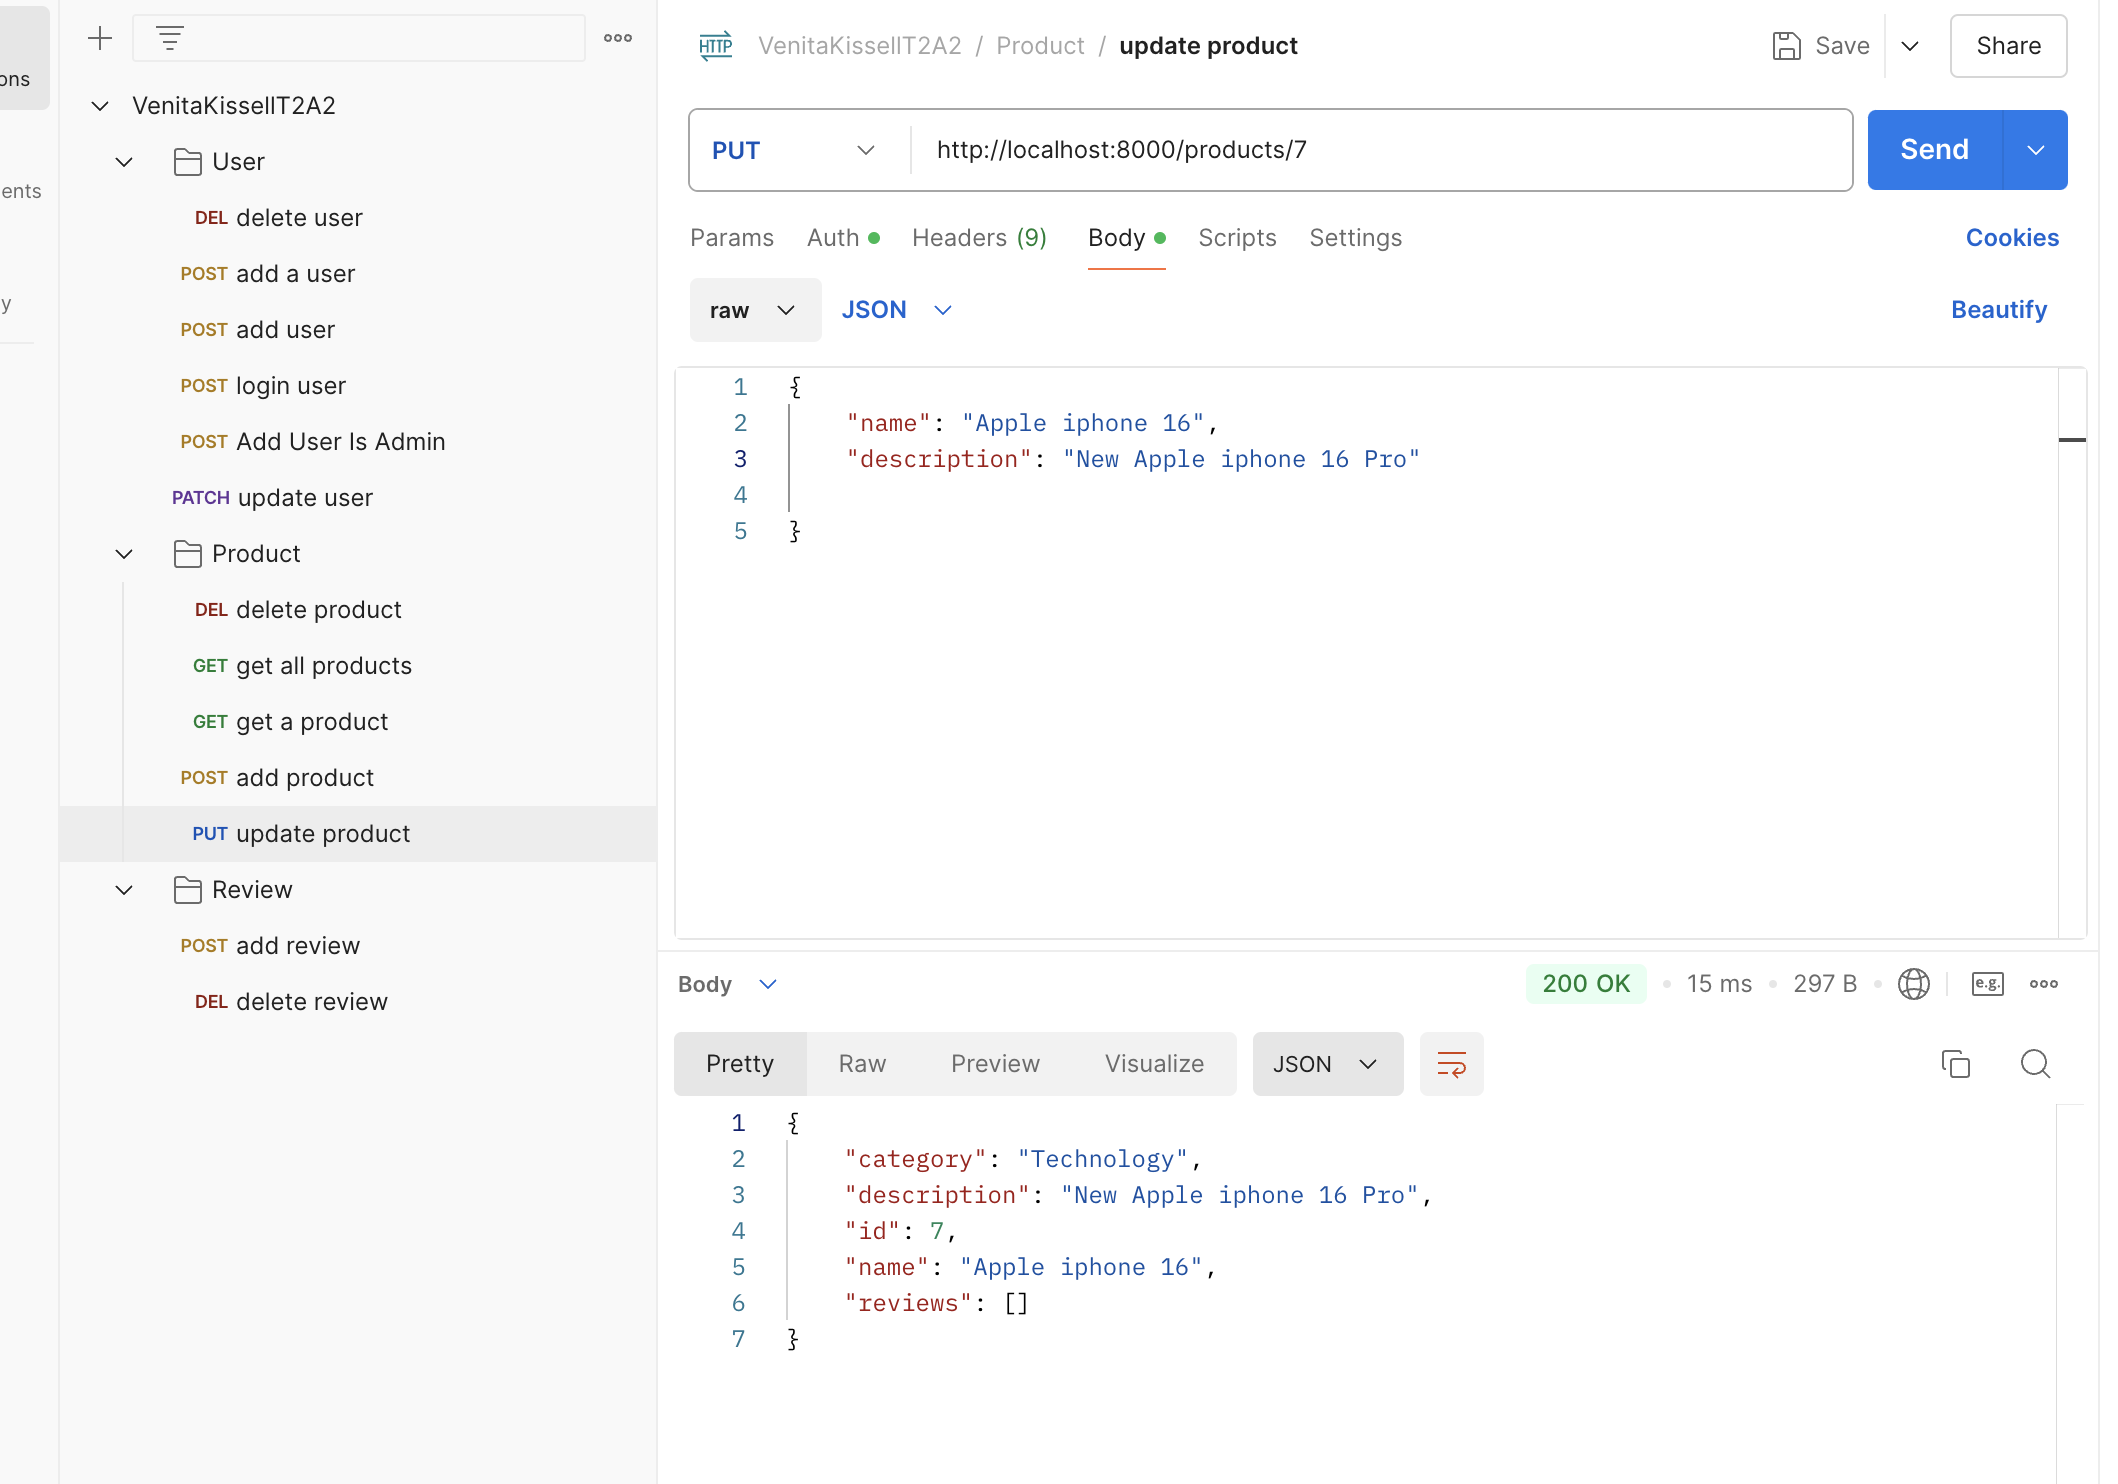 ons
ents
y
VenitaKissellT2A2
User
DEL delete user
POST add a user
POST add user
POST login user
POST Add User Is Admin
PATCH update user
Product
DEL delete product
GET get all products
GET get a product
POST add product
PUT update product
Review
POST add review
DEL delete review
HTTP VenitaKissellT2A2 / Product / update product
Save
Share
PUT http://localhost:8000/products/7
Send
Params Auth Headers (9) Body Scripts Settings Cookies
raw JSON Beautify
1 {
2 "name": "Apple iphone 16",
3 "description": "New Apple iphone 16 Pro"
4
5 }
Body 200 OK 15 ms 297 B e.g.
Pretty Raw Preview Visualize JSON
1 {
2 "category": "Technology",
3 "description": "New Apple iphone 16 Pro",
4 "id": 7,
5 "name": "Apple iphone 16",
6 "reviews": []
7 }